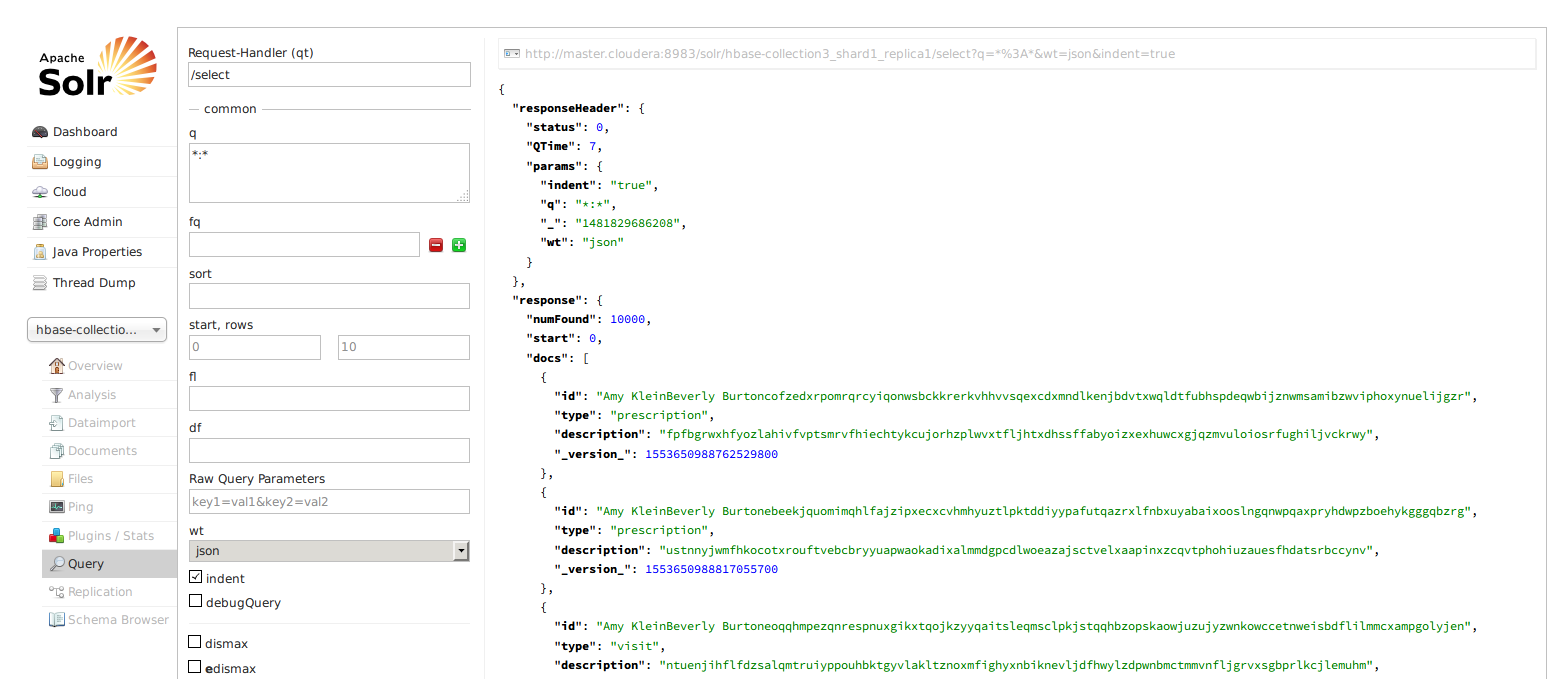 Apache
Solr
Dashboard
Logging
Cloud
Core Admin
Java Properties
Thread Dump
hbase-collectio...
Overview
Analysis
Dataimport
Documents
Files
Ping
Plugins / Stats
Query
Replication
Schema Browser
Request-Handler (qt)
/select
common
q
*:*
fq
sort
start, rows
0 10
fl
df
Raw Query Parameters
key1=val1&key2=val2
wt
json
indent
debugQuery
dismax
edismax
http://master.cloudera:8983/solr/hbase-collection3_shard1_replica1/select?q=*%3A*&wt=json&indent=true
{
"responseHeader": {
"status": 0,
"QTime": 7,
"params": {
"indent": "true",
"q": "*:*",
"_": "1481829686208",
"wt": "json"
}
},
"response": {
"numFound": 10000,
"start": 0,
"docs": [
{
"id": "Amy KleinBeverly Burtoncofzedxrpomrqrcyiqonwsbckkrerkvhhvvsqexcdxmndlkenjbdvtxwqldtfubhspdeqwbijznwmsamibzwviphoxynuelijgzr",
"type": "prescription",
"description": "fpfbgrwxhfyozlahivfvptsmrvfhiechtykcujorhzplwvxtfljhtxdhssffabyoizxexhuwcxgjqzmvuloiosrfughiljvckrwy",
"_version_": 1553650988762529800
},
{
"id": "Amy KleinBeverly Burtonebeekjquomimqhlfajzipxecxcvhmhyuztlpktddiyypafutqazrxlfnbxuyabaixooslngqnwpqaxpryhdwpzboehykgggqbzrg",
"type": "prescription",
"description": "ustnnyjwmfhkocotxrouftvebcbryyuapwaokadixalmmdgpcdlwoeazajsctvelxaapinxzcqvtphohiuzauesfhdatsrbccynv",
"_version_": 1553650988817055700
},
{
"id": "Amy KleinBeverly Burtoneoqqhmpezqnrespnuxgikxtqojkzyyqaitsleqmsclpkjstqqhbzopskaowjuzujyzwnkowccetnweisbdflilmmcxampgolyjen",
"type": "visit",
"description": "ntuenjihflfdzsalqmtruiyppouhbktgyvlakltznoxmfighyxnbiknevljdfhwylzdpwnbmctmmvnfljgrvxsgbprlkcjlemuhm",